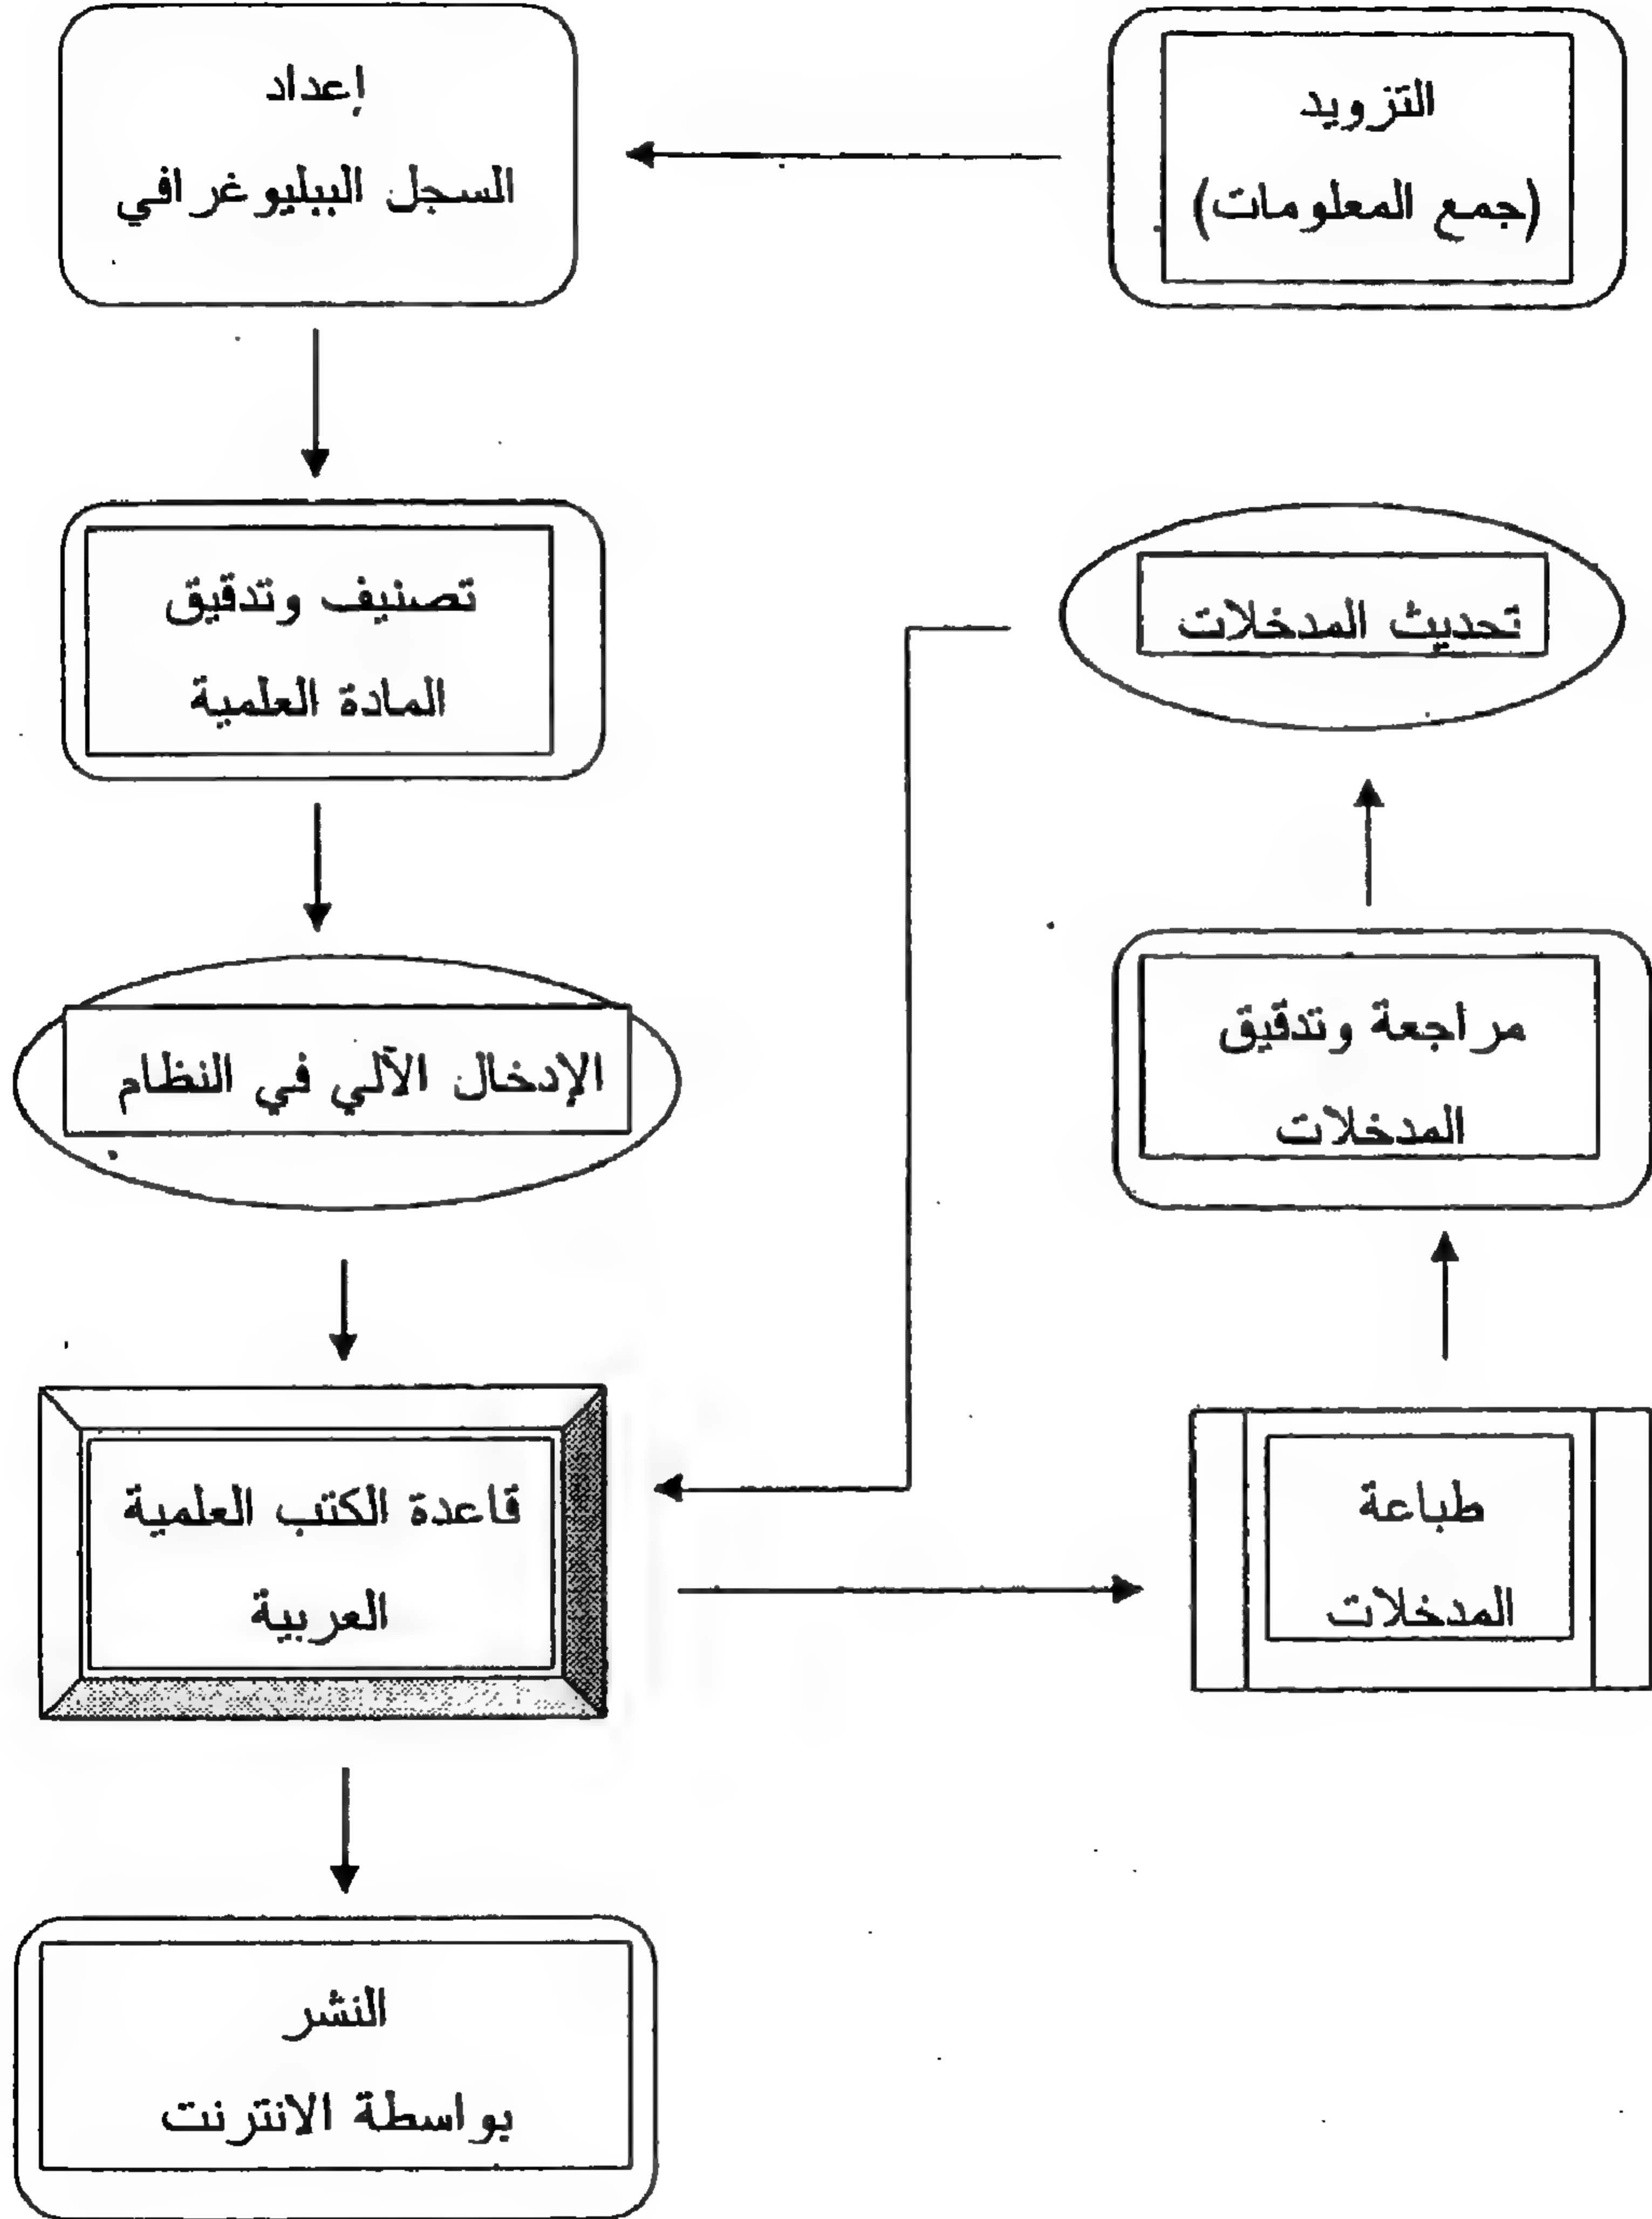 التزويد
(جمع المعلومات)
إعداد
السجل الببليوغرافي
تصنيف وتدقيق
المادة العلمية
الإدخال الآلي في النظام
قاعدة الكتب العلمية
العربية
طباعة
المدخلات
مراجعة وتدقيق
المدخلات
تحديث المدخلات
النشر
بواسطة الانترنت